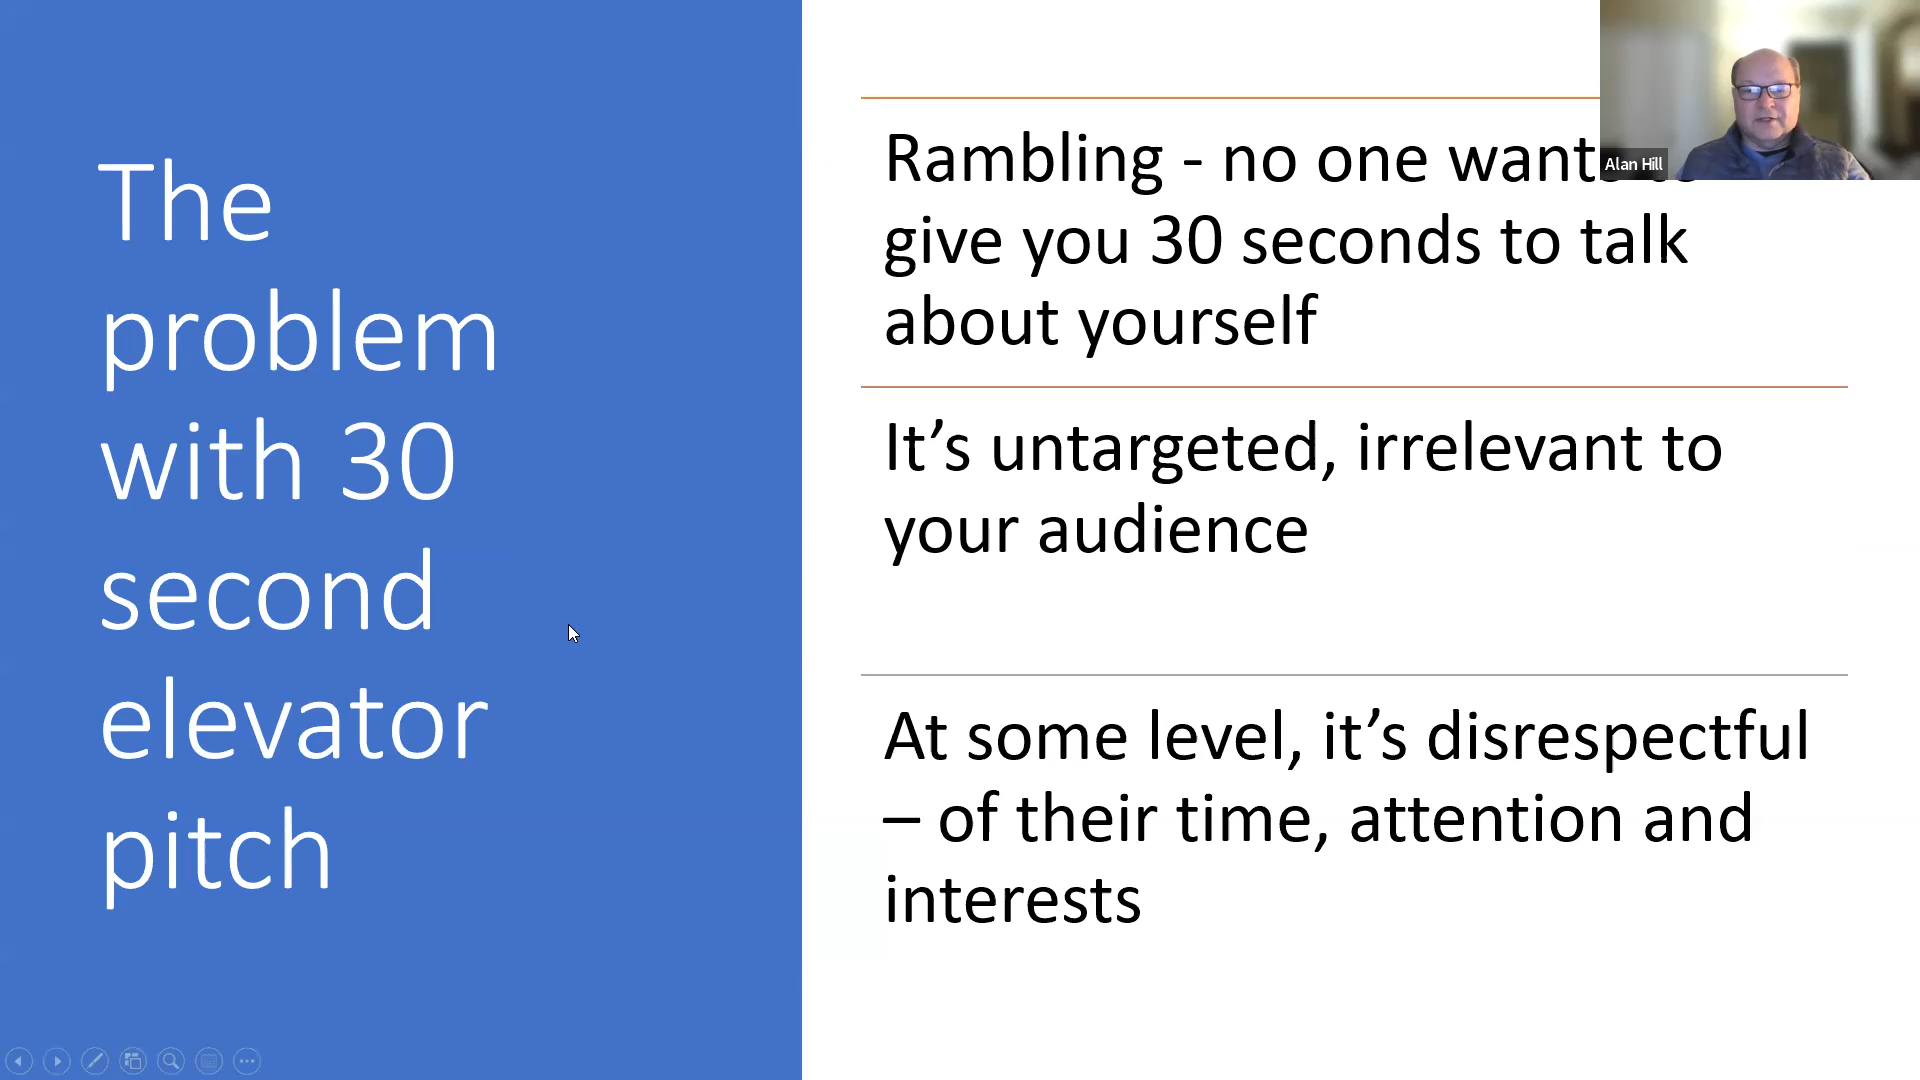 The
problem
with 30
second
elevator
pitch
Rambling - no one want
give you 30 seconds to talk
about yourself
It’s untargeted, irrelevant to
your audience
At some level, it’s disrespectful
– of their time, attention and
interests
Alan Hill